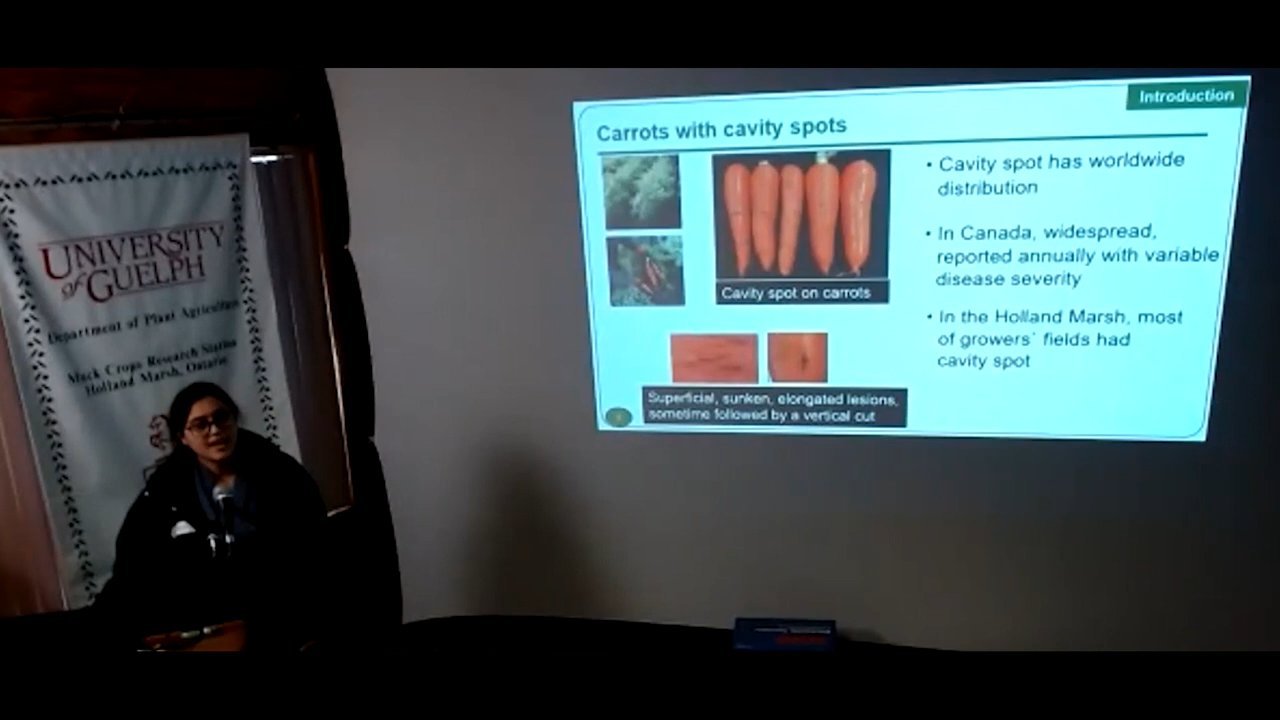 UNIVERSITY
of GUELPH
Department of Plant Agriculture
Muck Crops Research Station
Holland Marsh, Ontario
Introduction
Carrots with cavity spots
Cavity spot on carrots
Superficial, sunken, elongated lesions,
sometime followed by a vertical cut
• Cavity spot has worldwide
distribution
• In Canada, widespread,
reported annually with variable
disease severity
• In the Holland Marsh, most
of growers' fields had
cavity spot